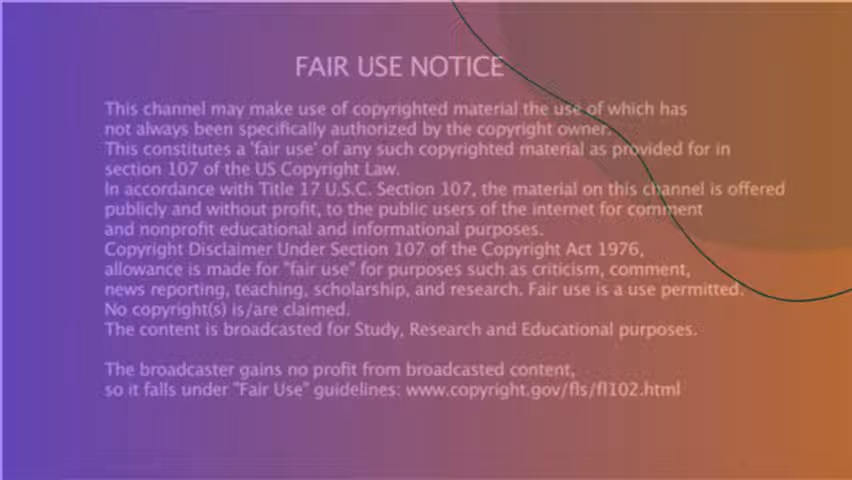 FAIR USE NOTICE
This channel may make use of copyrighted material the use of which has
not always been specifically authorized by the copyright owner.
This constitutes a 'fair use' of any such copyrighted material as provided for in
section 107 of the US Copyright Law.
In accordance with Title 17 U.S.C. Section 107, the material on this channel is offered
publicly and without profit, to the public users of the internet for comment
and nonprofit educational and informational purposes.
Copyright Disclaimer Under Section 107 of the Copyright Act 1976,
allowance is made for "fair use" for purposes such as criticism, comment,
news reporting, teaching, scholarship, and research. Fair use is a use permitted.
No copyright(s) is/are claimed.
The content is broadcasted for Study, Research and Educational purposes.
The broadcaster gains no profit from broadcasted content,
so it falls under "Fair Use" guidelines: www.copyright.gov/fls/fl102.html